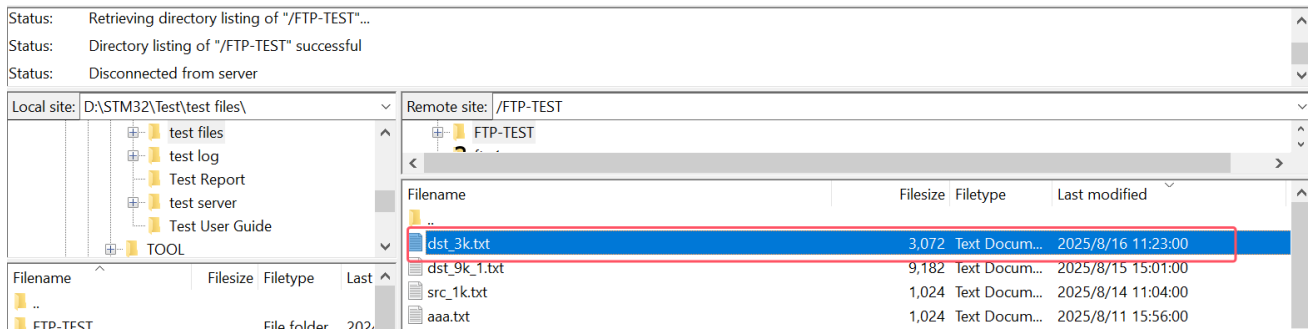 Status: Retrieving directory listing of "/FTP-TEST"...
Status: Directory listing of "/FTP-TEST" successful
Status: Disconnected from server
Local site: D:\STM32\Test\test files\
test files
test log
Test Report
test server
Test User Guide
TOOL
Filename Filesize Filetype Last
..
FTP-TEST File folder 202
Remote site: /FTP-TEST
FTP-TEST
Filename Filesize Filetype Last modified
..
dst_3k.txt 3,072 Text Docum... 2025/8/16 11:23:00
dst_9k_1.txt 9,182 Text Docum... 2025/8/15 15:01:00
src_1k.txt 1,024 Text Docum... 2025/8/14 11:04:00
aaa.txt 1,024 Text Docum... 2025/8/11 15:56:00